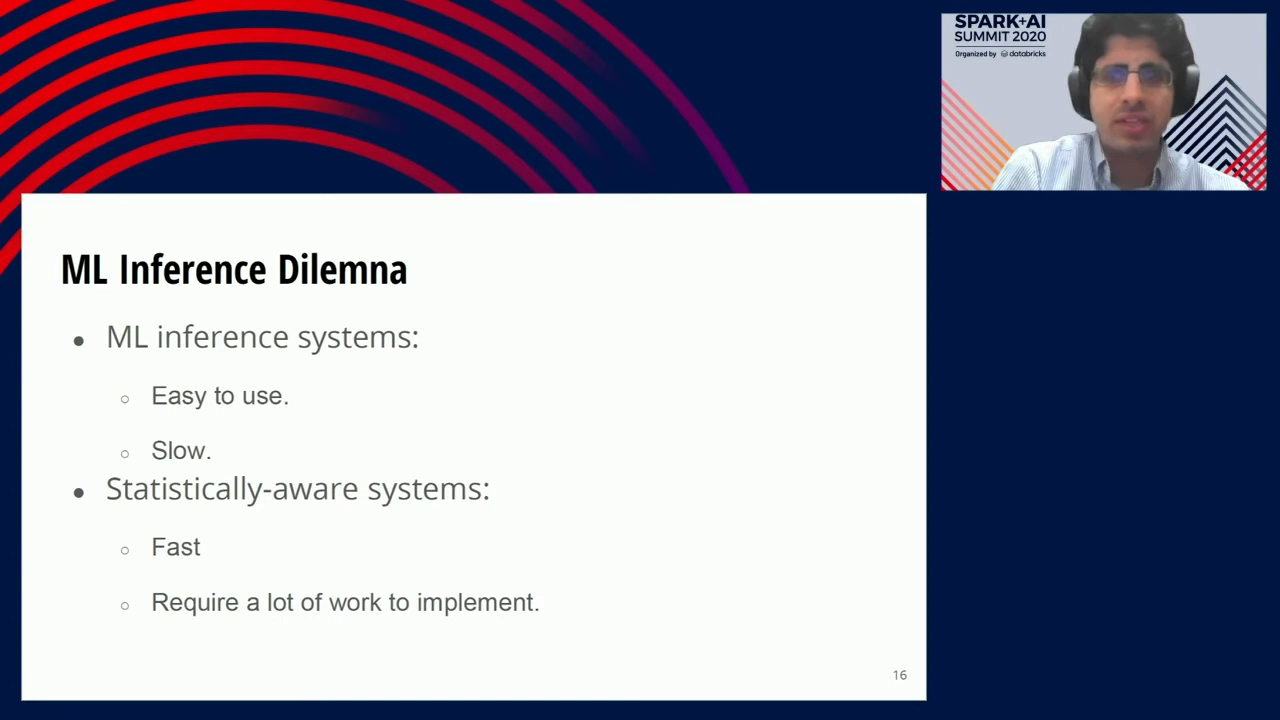 SPARK+AI
SUMMIT 2020
Organized by databricks
ML Inference Dilemna
ML inference systems:
Easy to use.
Slow.
Statistically-aware systems:
Fast
Require a lot of work to implement.
16